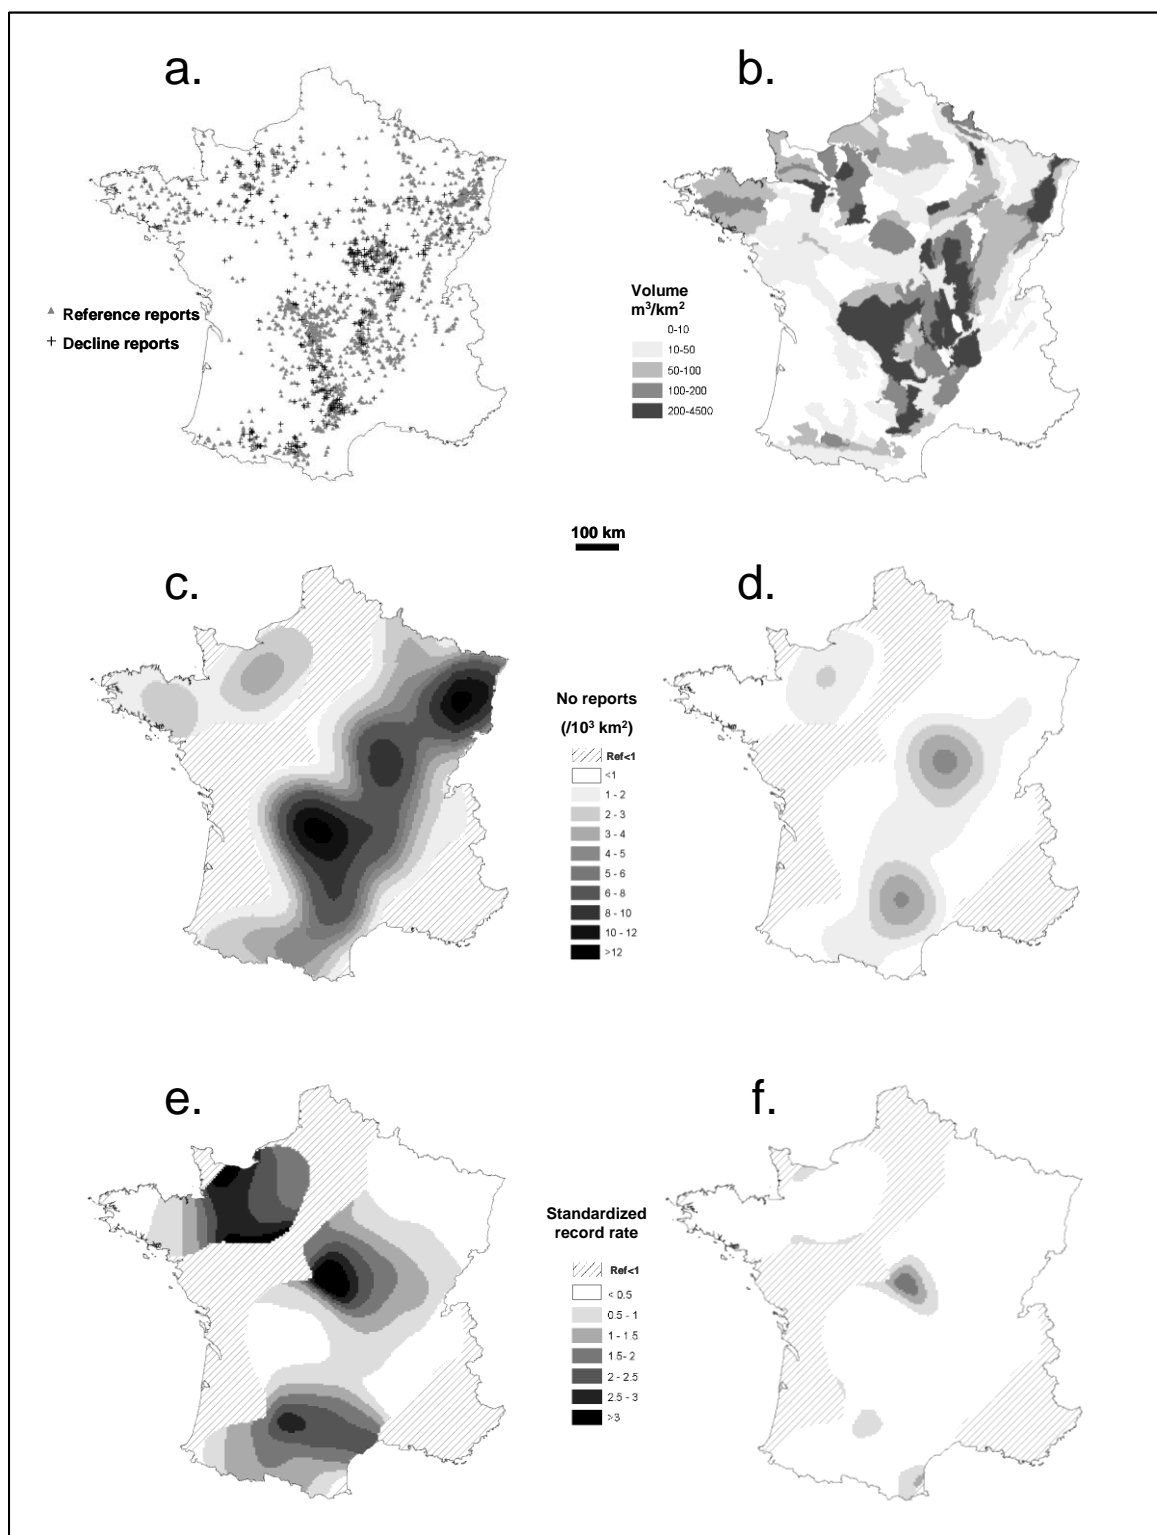 a.
b.
Reference reports
Decline reports
Volume
m³/km²
0-10
10-50
50-100
100-200
200-4500
100 km
c.
d.
No reports
(/10³ km²)
Ref<1
<1
1 - 2
2 - 3
3 - 4
4 - 5
5 - 6
6 - 8
8 - 10
10 - 12
>12
e.
f.
Standardized
record rate
Ref<1
< 0.5
0.5 - 1
1 - 1.5
1.5- 2
2 - 2.5
2.5 - 3
>3